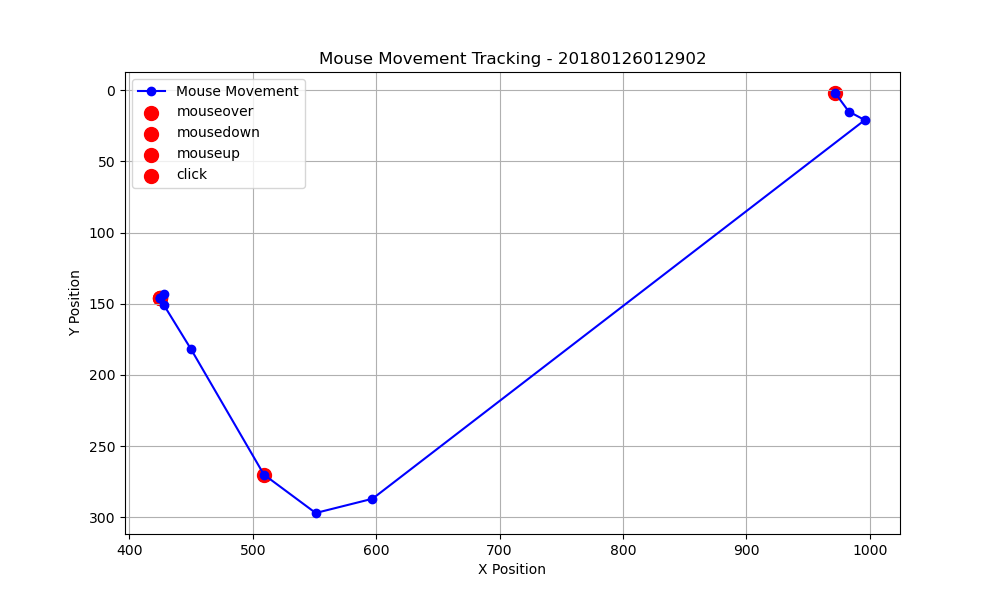 Mouse Movement Tracking - 20180126012902
Mouse Movement
mouseover
mousedown
mouseup
click
0
50
100
150
200
250
300
Y Position
400 500 600 700 800 900 1000
X Position